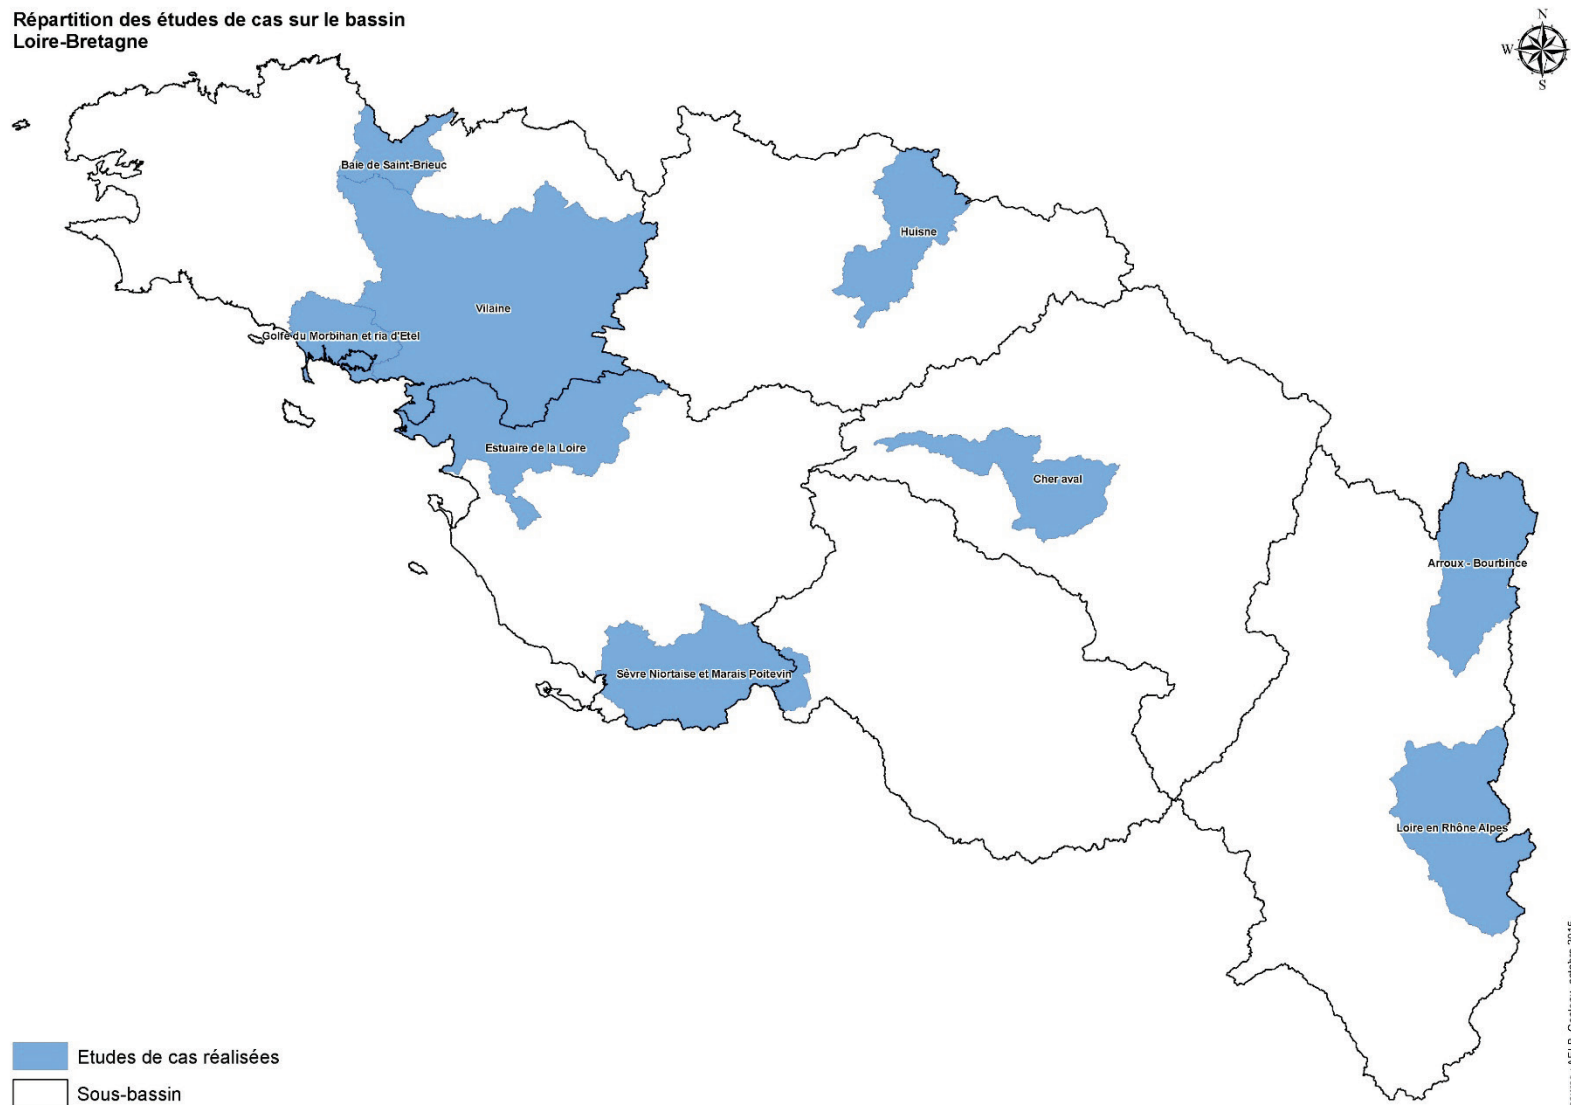 Répartition des études de cas sur le bassin
Loire-Bretagne
N
W
S
Baie de Saint-Brieuc
Huisne
Vilaine
Golfe du Morbihan et ria d'Etel
Estuaire de la Loire
Cher aval
Arroux - Bourbince
Sèvre Niortaise et Marais Poitevin
Loire en Rhône Alpes
Etudes de cas réalisées
Sous-bassin